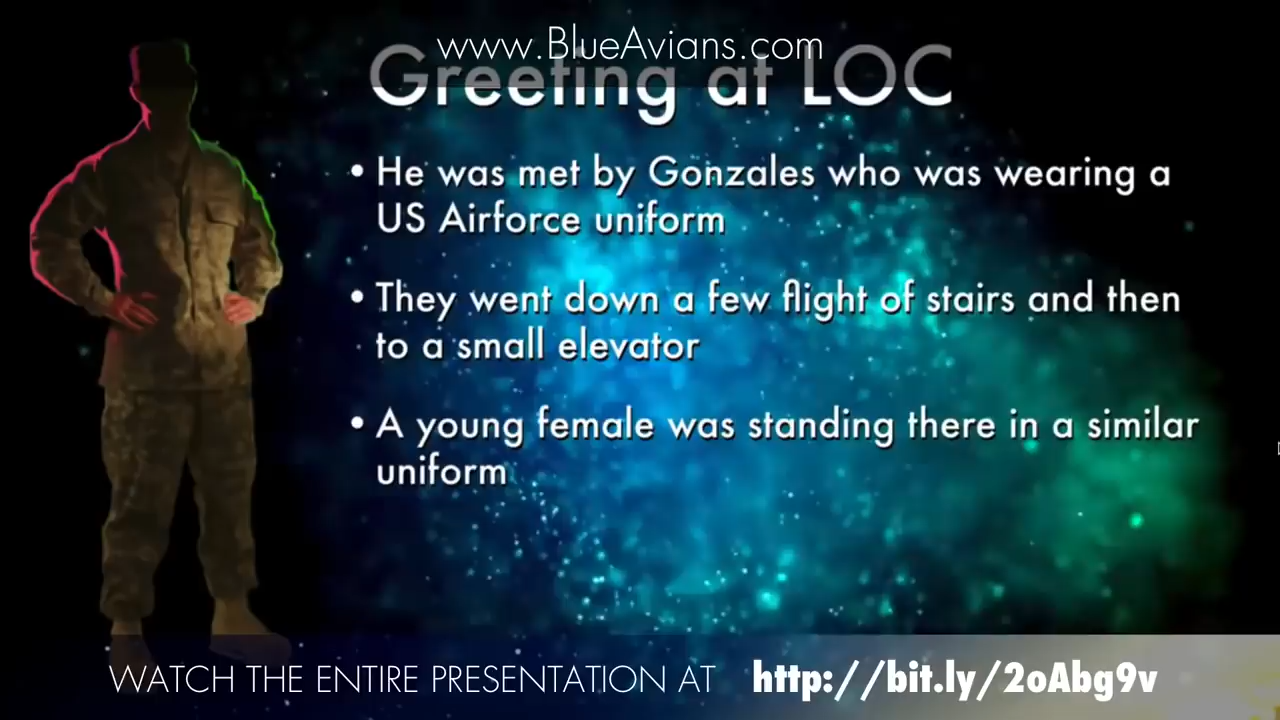 www.BlueAvians.com
Greeting at LOC
• He was met by Gonzales who was wearing a
US Airforce uniform
• They went down a few flight of stairs and then
to a small elevator
• A young female was standing there in a similar
uniform
WATCH THE ENTIRE PRESENTATION AT http://bit.ly/2oAbg9v